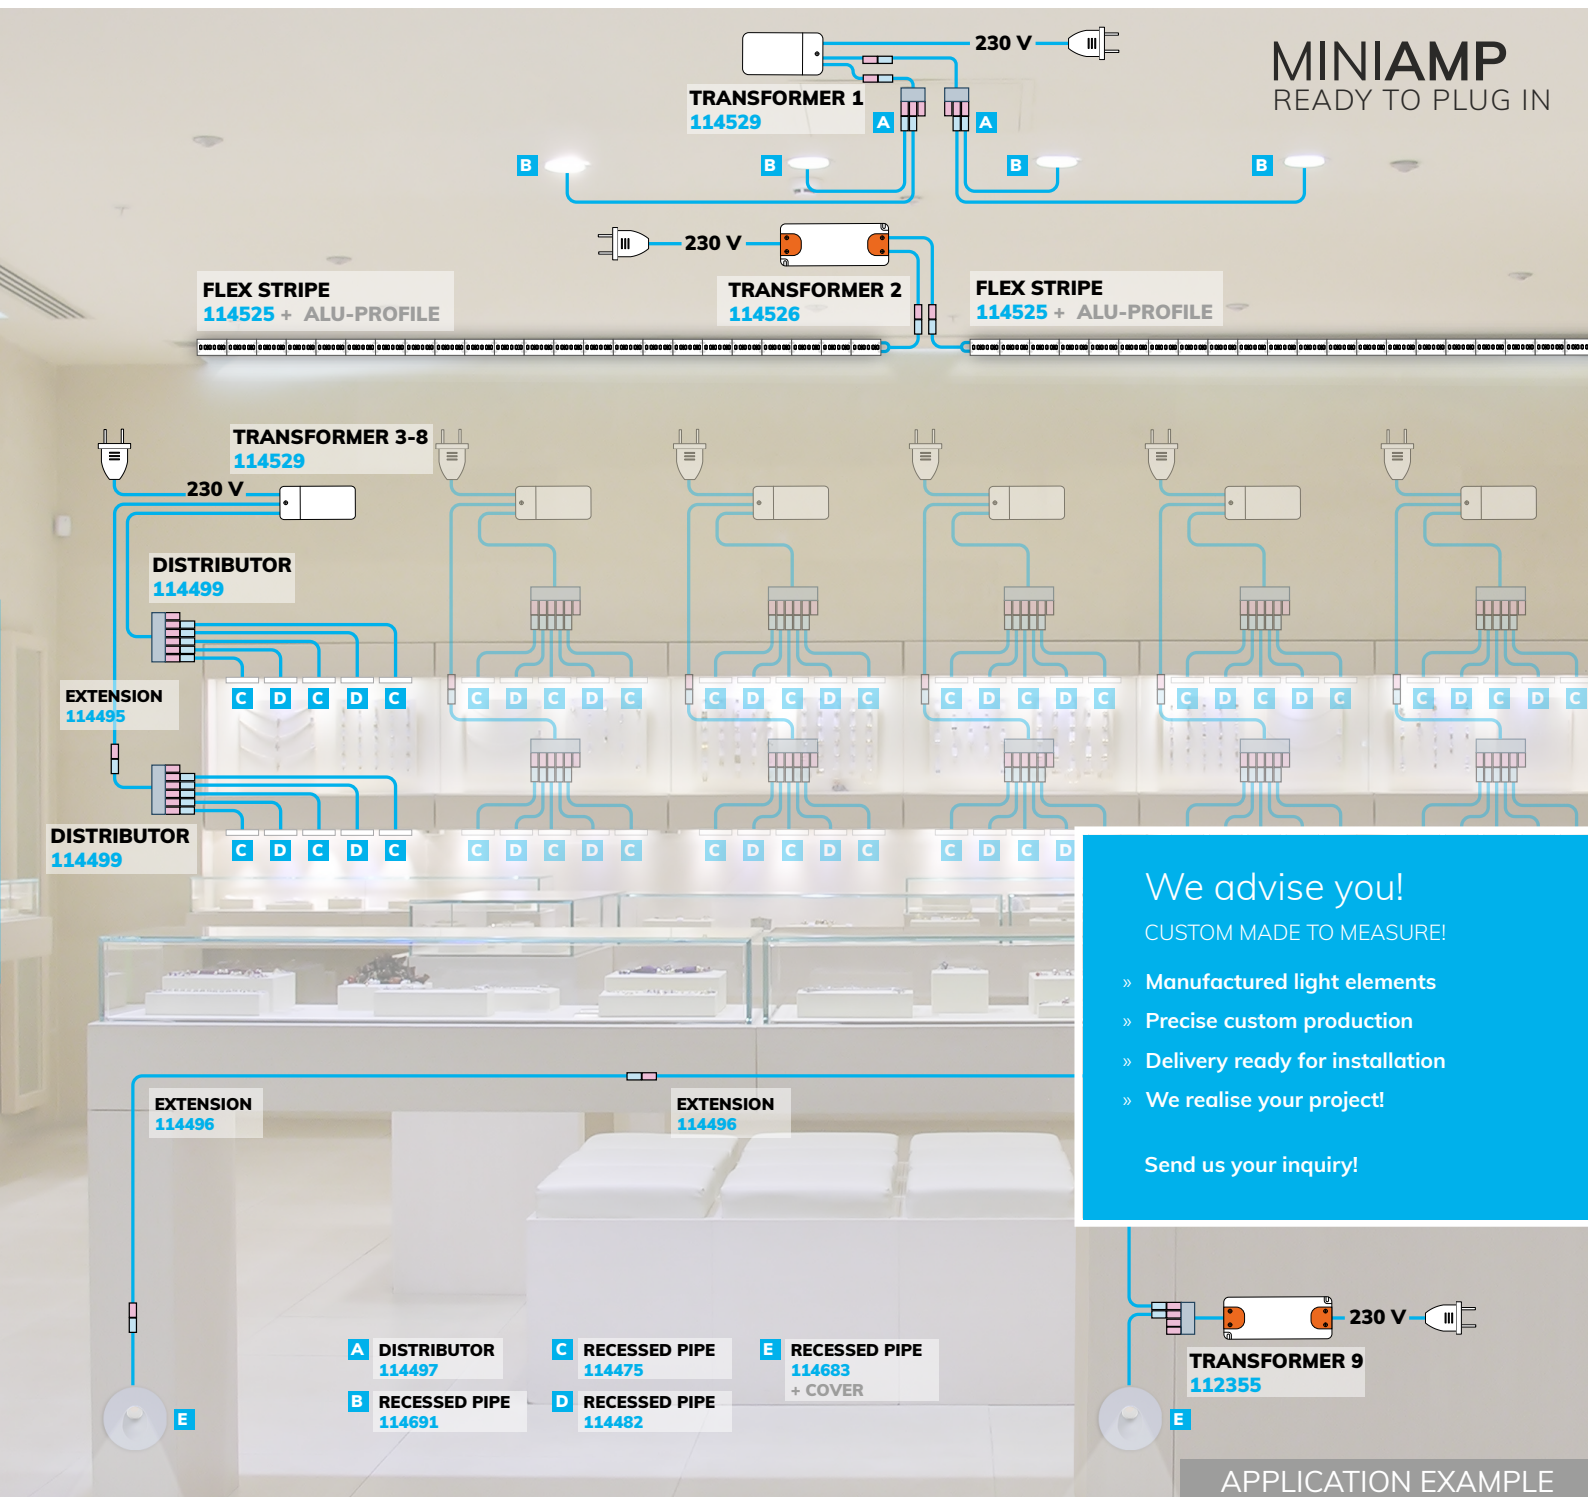 230 V
MINIAMP
READY TO PLUG IN
TRANSFORMER 1
114529
A
A
B
B
B
B
230 V
FLEX STRIPE
114525 + ALU-PROFILE
TRANSFORMER 2
114526
FLEX STRIPE
114525 + ALU-PROFILE
TRANSFORMER 3-8
114529
230 V
DISTRIBUTOR
114499
EXTENSION
114495
C D C D C
C D C D C
C D C D C
C D C D C
C D C D C
C D C D C
DISTRIBUTOR
114499
C D C D C
C D C D C
C D C D C
C D C D
We advise you!
CUSTOM MADE TO MEASURE!
» Manufactured light elements
» Precise custom production
» Delivery ready for installation
» We realise your project!
Send us your inquiry!
EXTENSION
114496
EXTENSION
114496
230 V
TRANSFORMER 9
112355
A DISTRIBUTOR
114497
B RECESSED PIPE
114691
C RECESSED PIPE
114475
D RECESSED PIPE
114482
E RECESSED PIPE
114683
+ COVER
E
E
APPLICATION EXAMPLE